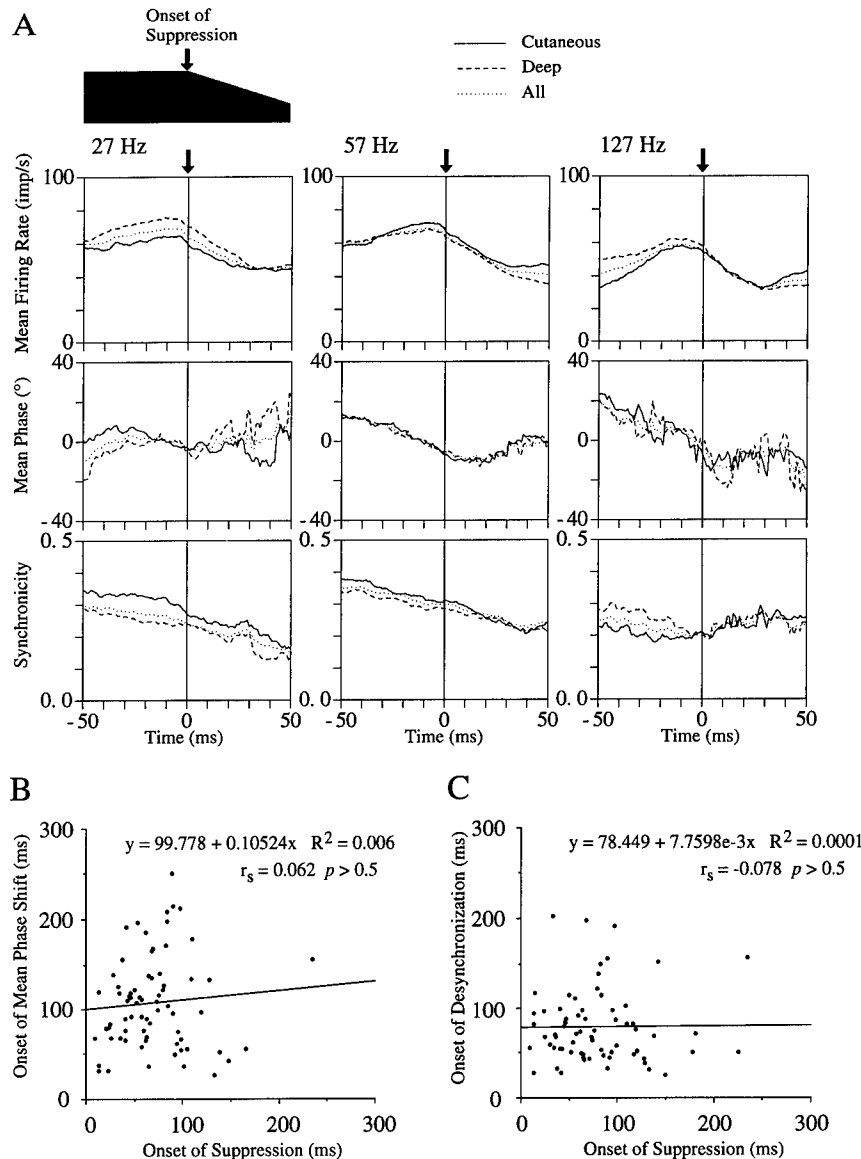 A
Onset of
Suppression
Cutaneous
Deep
All
27 Hz
57 Hz
127 Hz
Mean Firing Rate (imp/s)
100
0
100
0
100
0
Mean Phase (°)
40
0
-40
40
0
-40
40
0
-40
Synchronicity
0.5
0.0
0.5
0.0
0.5
0.0
-50 0 50
-50 0 50
-50 0 50
Time (ms)
Time (ms)
Time (ms)
B
y = 99.778 + 0.10524x R² = 0.006
rₛ = 0.062 p > 0.5
Onset of Mean Phase Shift (ms)
300
200
100
0
0 100 200 300
Onset of Suppression (ms)
C
y = 78.449 + 7.7598e-3x R² = 0.0001
rₛ = -0.078 p > 0.5
Onset of Desynchronization (ms)
300
200
100
0
0 100 200 300
Onset of Suppression (ms)